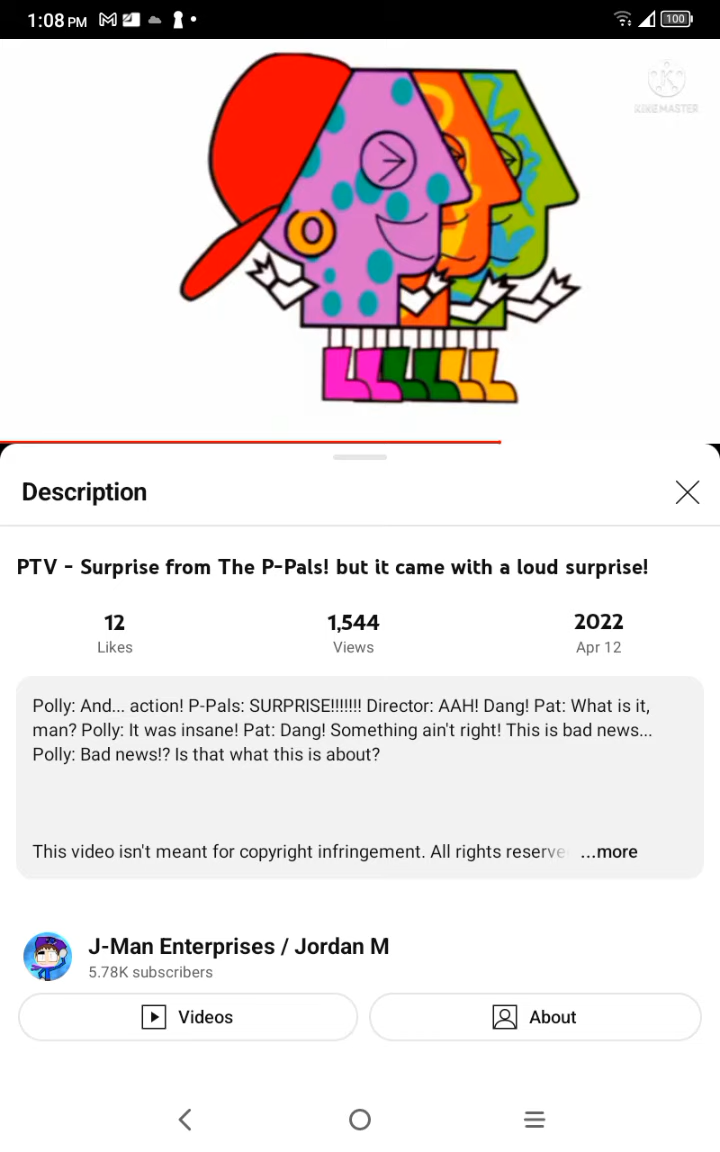 1:08 PM
100
KINEMASTER
Description
PTV - Surprise from The P-Pals! but it came with a loud surprise!
12 1,544 2022
Likes Views Apr 12
Polly: And... action! P-Pals: SURPRISE!!!!!!! Director: AAH! Dang! Pat: What is it,
man? Polly: It was insane! Pat: Dang! Something ain't right! This is bad news...
Polly: Bad news!? Is that what this is about?
This video isn't meant for copyright infringement. All rights reserve ...more
J-Man Enterprises / Jordan M
5.78K subscribers
Videos About